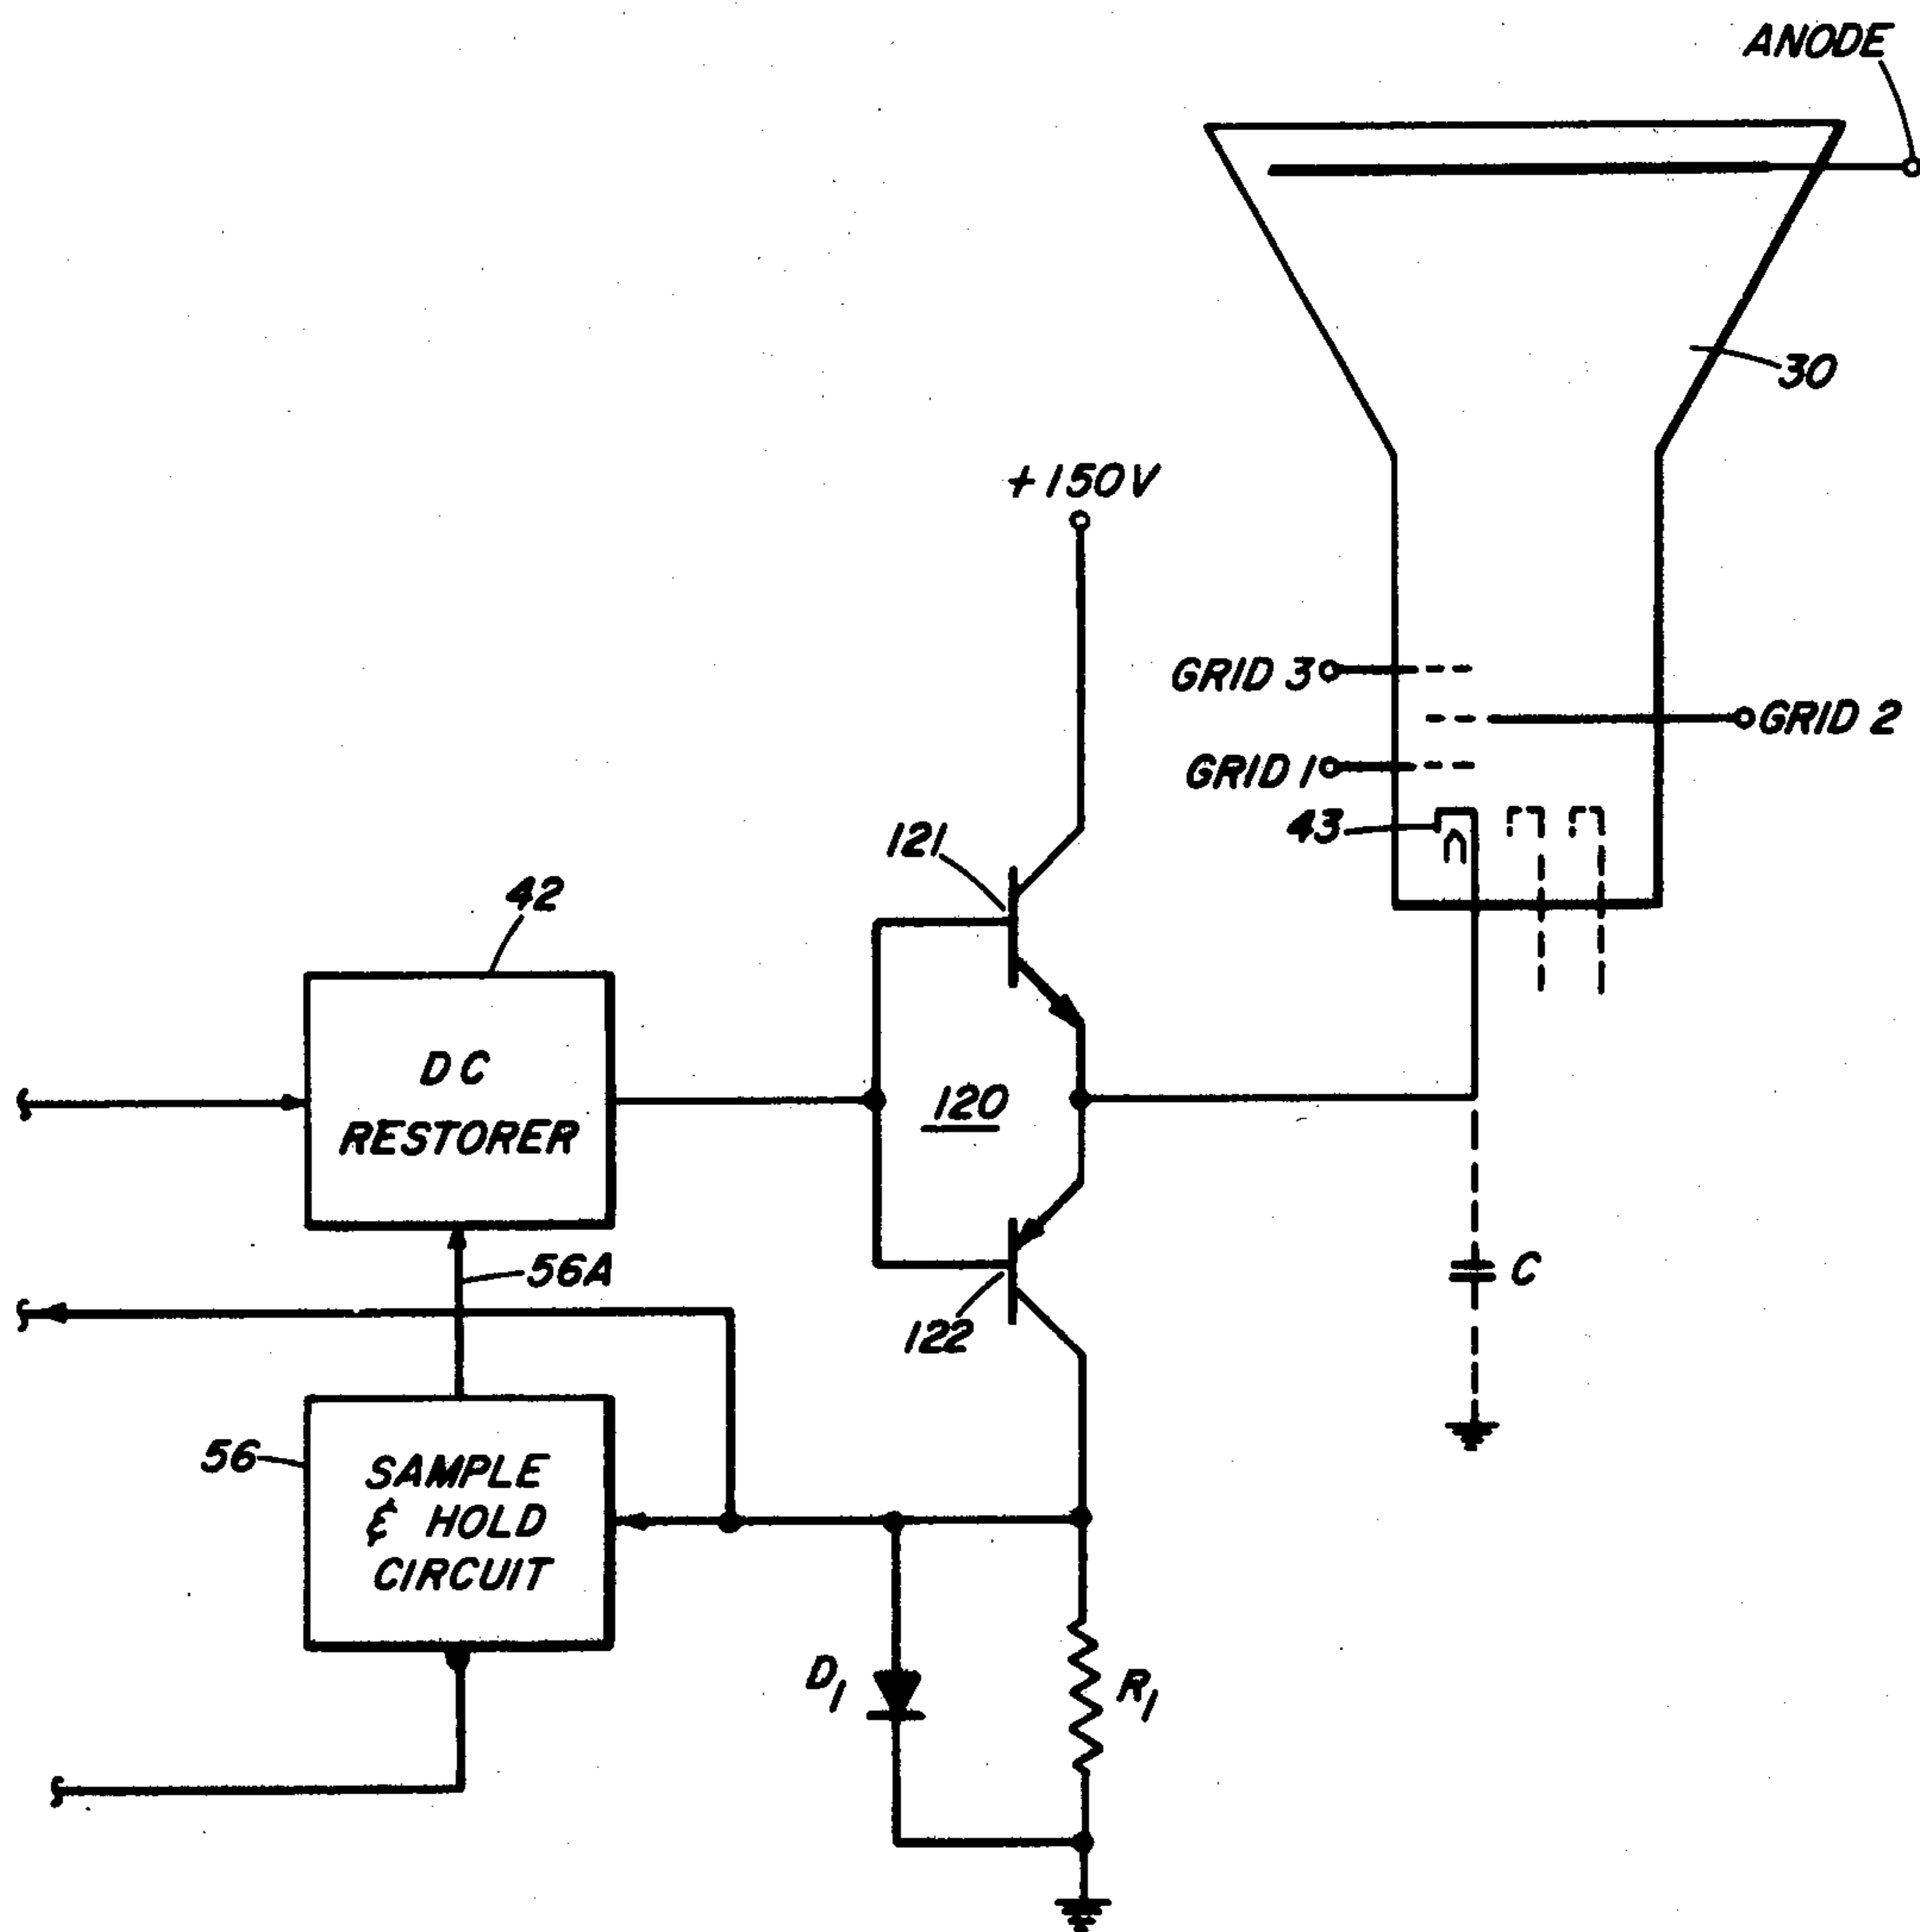 ANODE
30
+150V
GRID 3
GRID 2
GRID 1
43
121
42
DC
RESTORER
120
56A
C
122
56
SAMPLE
& HOLD
CIRCUIT
D1
R1